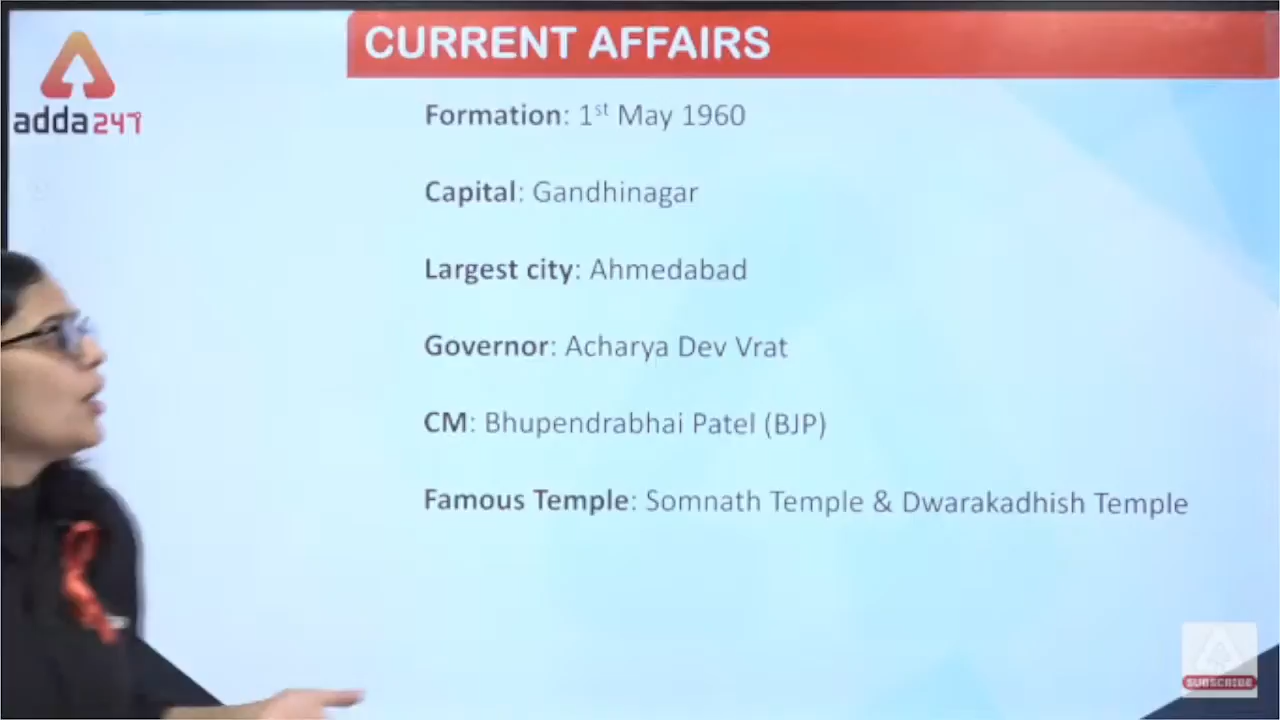 CURRENT AFFAIRS
adda247
Formation: 1st May 1960
Capital: Gandhinagar
Largest city: Ahmedabad
Governor: Acharya Dev Vrat
CM: Bhupendrabhai Patel (BJP)
Famous Temple: Somnath Temple & Dwarakadhish Temple
SUBSCRIBE